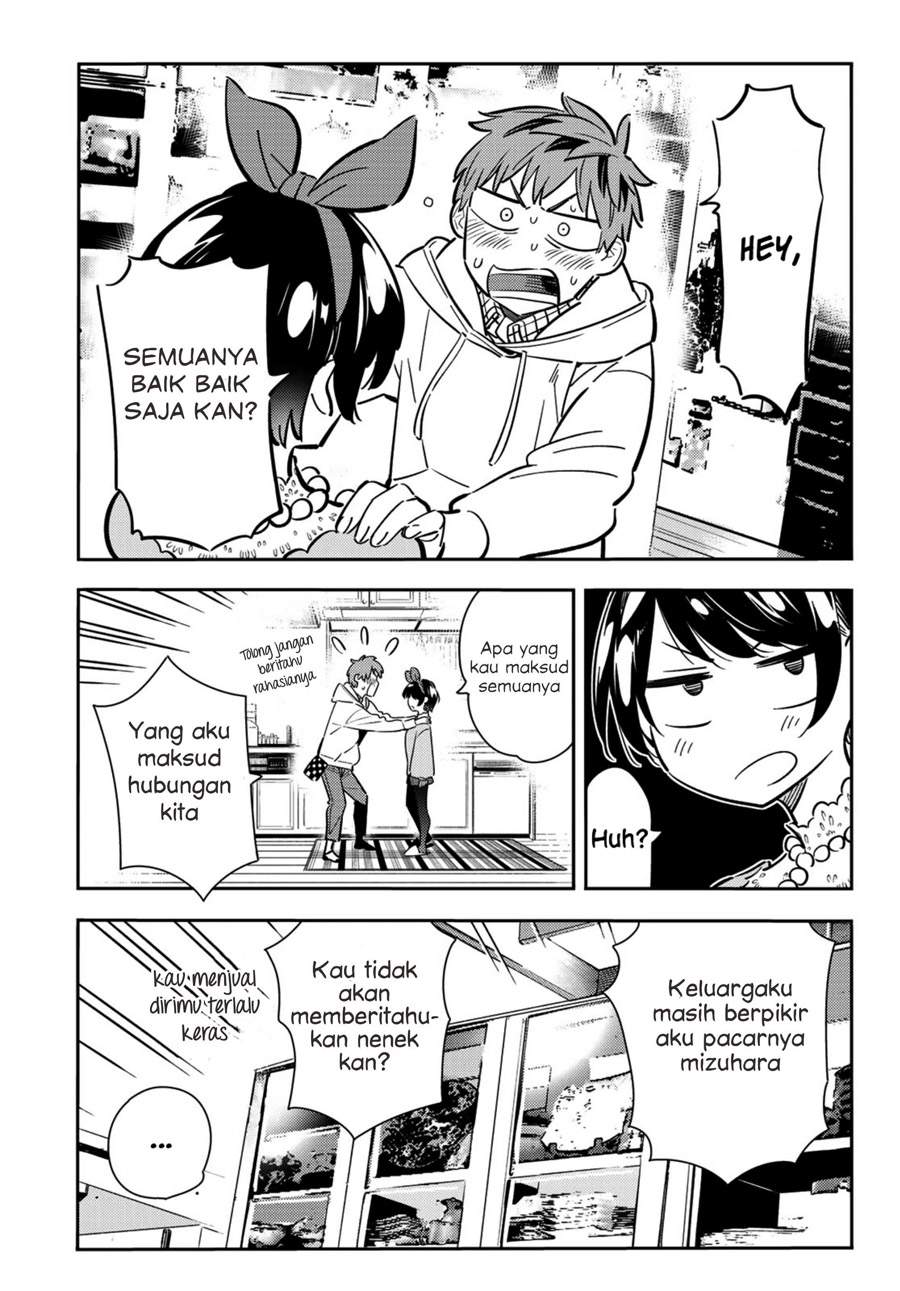 HEY,
SEMUANYA
BAIK BAIK
SAJA KAN?
Huh?
Apa yang
kau maksud
semuanya
Tolong jangan
beritahu
rahasianya
Yang aku
maksud
hubungan
kita
Keluargaku
masih berpikir
aku pacarnya
mizuhara
Kau tidak
akan
memberitahu-
kan nenek
kan?
kau menjual
dirimu terlalu
keras
...